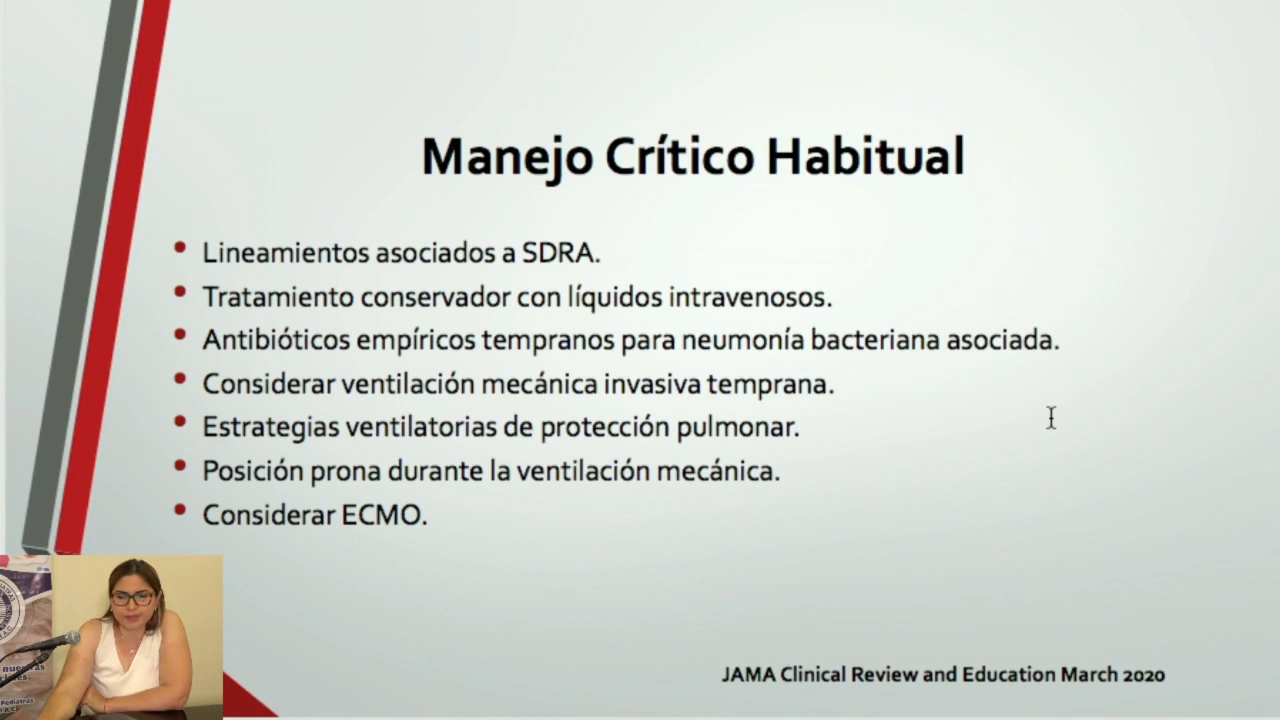 Manejo Crítico Habitual
• Lineamientos asociados a SDRA.
• Tratamiento conservador con líquidos intravenosos.
• Antibióticos empíricos tempranos para neumonía bacteriana asociada.
• Considerar ventilación mecánica invasiva temprana.
• Estrategias ventilatorias de protección pulmonar.
• Posición prona durante la ventilación mecánica.
• Considerar ECMO.
JAMA Clinical Review and Education March 2020